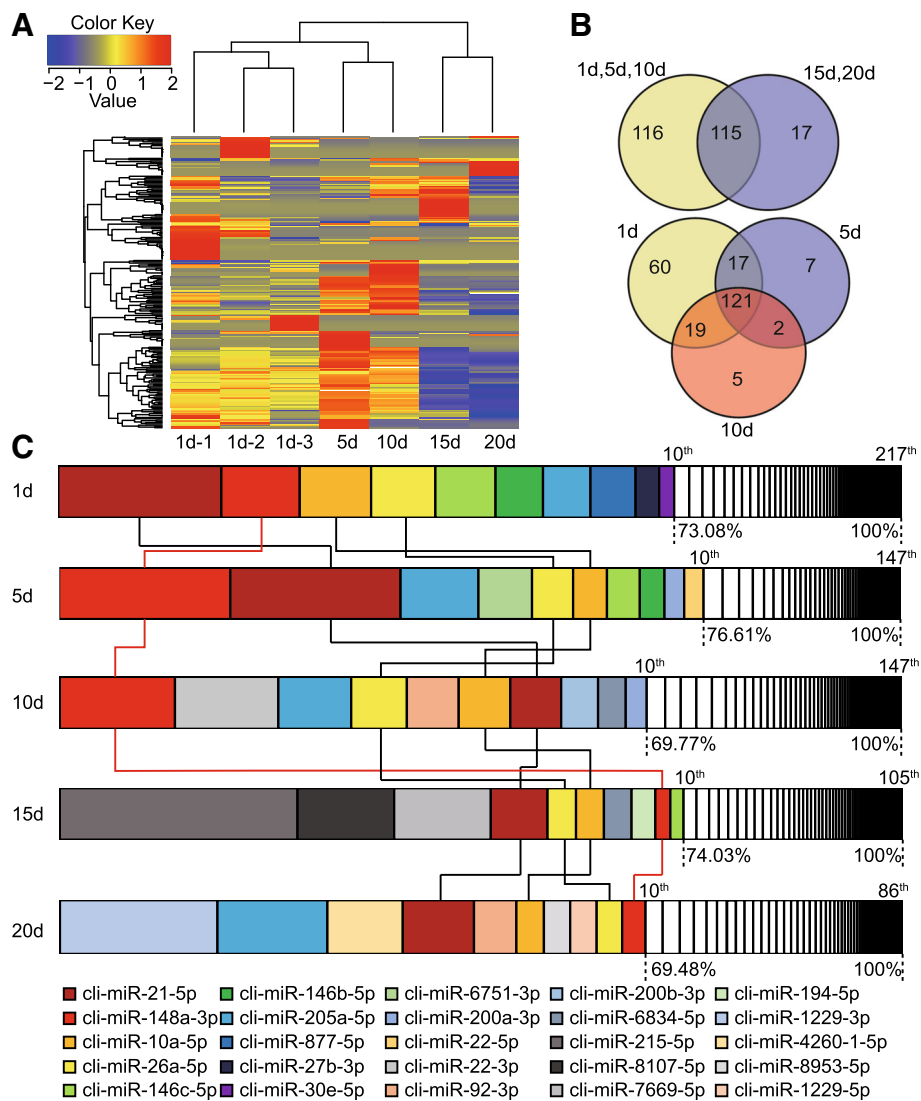 A
Color Key
−2 −1 0 1 2
Value
1d-1 1d-2 1d-3 5d 10d 15d 20d
B
1d,5d,10d 15d,20d
116 115 17
1d 5d
60 17 7
121
19 2
5
10d
C
10th 217th
1d
73.08% 100%
10th 147th
5d
76.61% 100%
10th 147th
10d
69.77% 100%
10th 105th
15d
74.03% 100%
10th 86th
20d
69.48% 100%
cli-miR-21-5p cli-miR-146b-5p cli-miR-6751-3p cli-miR-200b-3p cli-miR-194-5p
cli-miR-148a-3p cli-miR-205a-5p cli-miR-200a-3p cli-miR-6834-5p cli-miR-1229-3p
cli-miR-10a-5p cli-miR-877-5p cli-miR-22-5p cli-miR-215-5p cli-miR-4260-1-5p
cli-miR-26a-5p cli-miR-27b-3p cli-miR-22-3p cli-miR-8107-5p cli-miR-8953-5p
cli-miR-146c-5p cli-miR-30e-5p cli-miR-92-3p cli-miR-7669-5p cli-miR-1229-5p